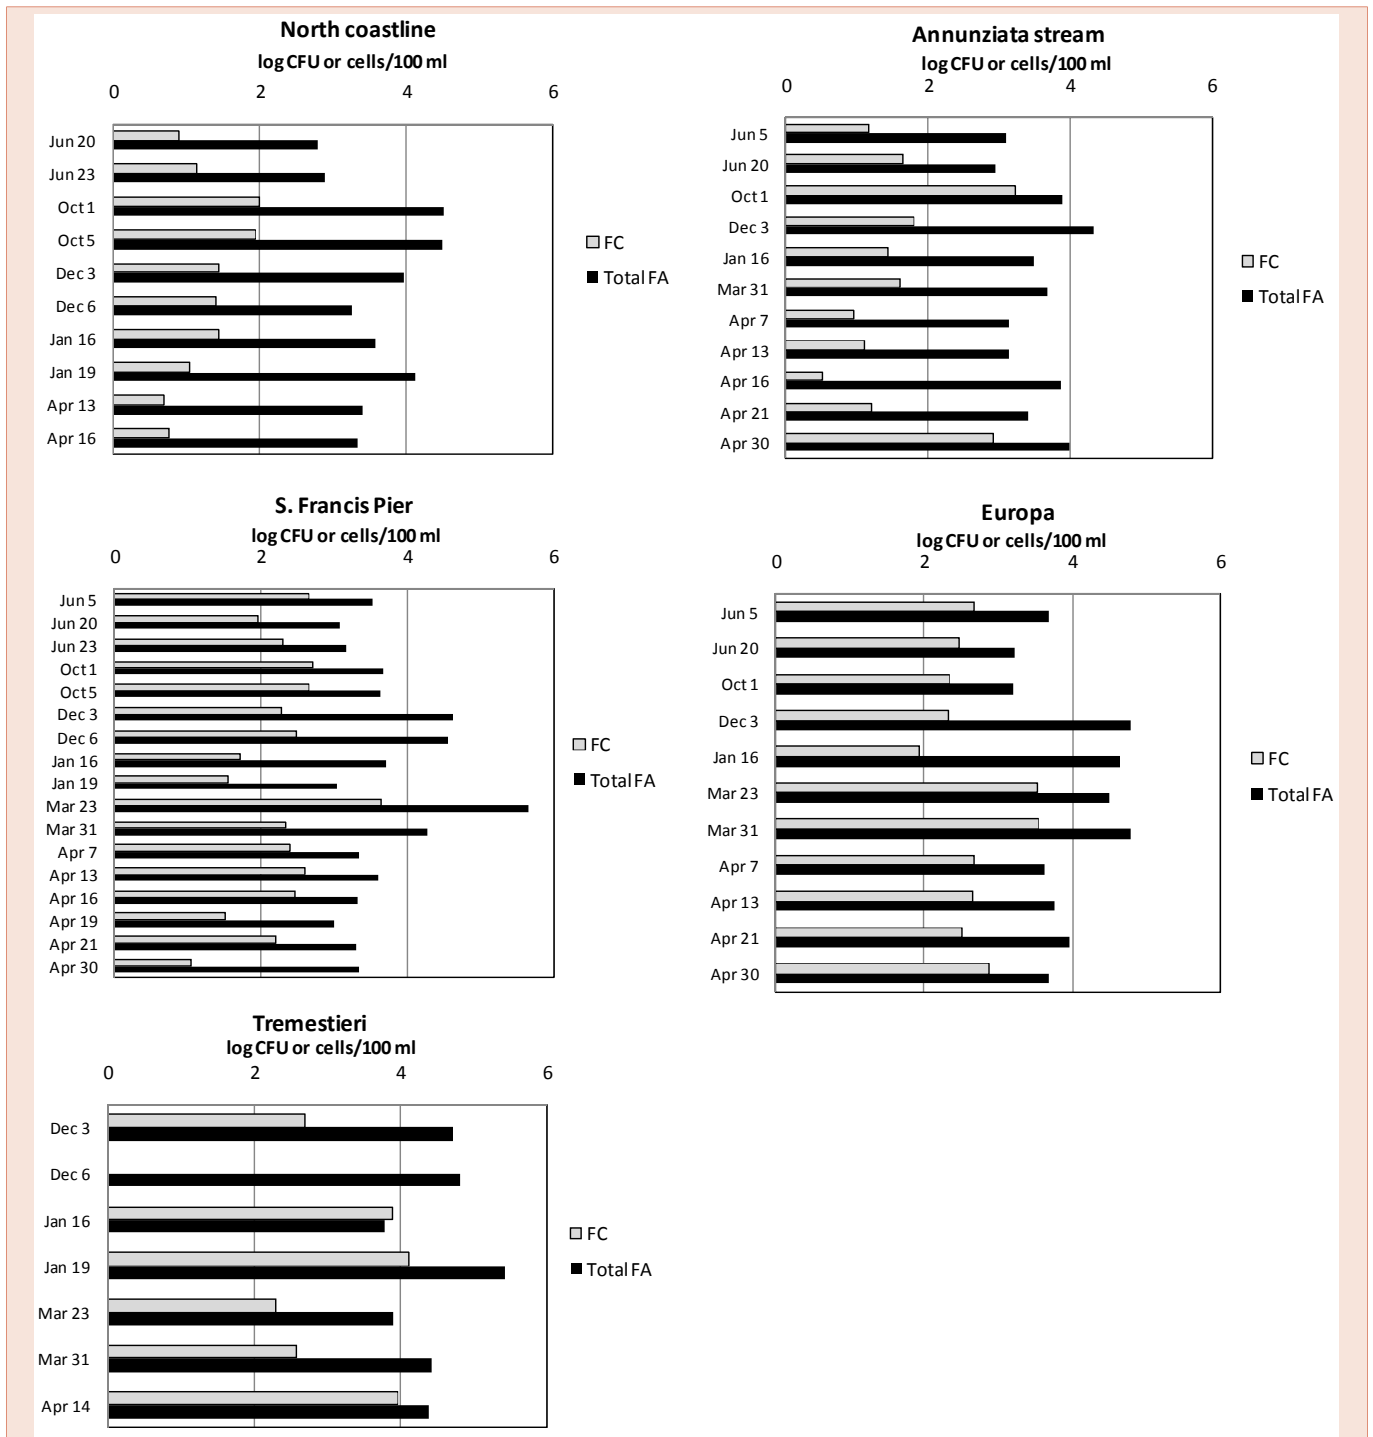 North coastline
log CFU or cells/100 ml
0 2 4 6
Jun 20
Jun 23
Oct 1
Oct 5
Dec 3
Dec 6
Jan 16
Jan 19
Apr 13
Apr 16
FC
Total FA
Annunziata stream
log CFU or cells/100 ml
0 2 4 6
Jun 5
Jun 20
Oct 1
Dec 3
Jan 16
Mar 31
Apr 7
Apr 13
Apr 16
Apr 21
Apr 30
FC
Total FA
S. Francis Pier
log CFU or cells/100 ml
0 2 4 6
Jun 5
Jun 20
Jun 23
Oct 1
Oct 5
Dec 3
Dec 6
Jan 16
Jan 19
Mar 23
Mar 31
Apr 7
Apr 13
Apr 16
Apr 19
Apr 21
Apr 30
FC
Total FA
Europa
log CFU or cells/100 ml
0 2 4 6
Jun 5
Jun 20
Oct 1
Dec 3
Jan 16
Mar 23
Mar 31
Apr 7
Apr 13
Apr 21
Apr 30
FC
Total FA
Tremestieri
log CFU or cells/100 ml
0 2 4 6
Dec 3
Dec 6
Jan 16
Jan 19
Mar 23
Mar 31
Apr 14
FC
Total FA